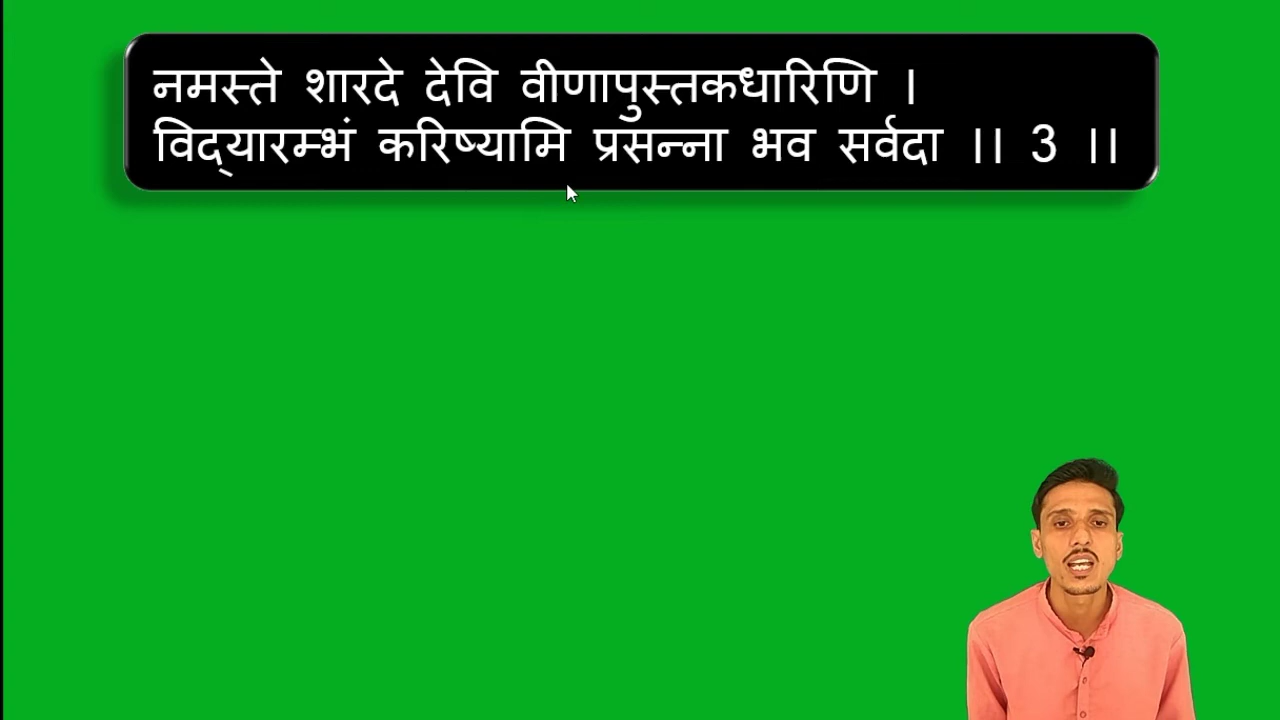 नमस्ते शारदे देवि वीणापुस्तकधारिणि ।
विद्‌यारम्भं करिष्यामि प्रसन्ना भव सर्वदा ।। 3 ।।